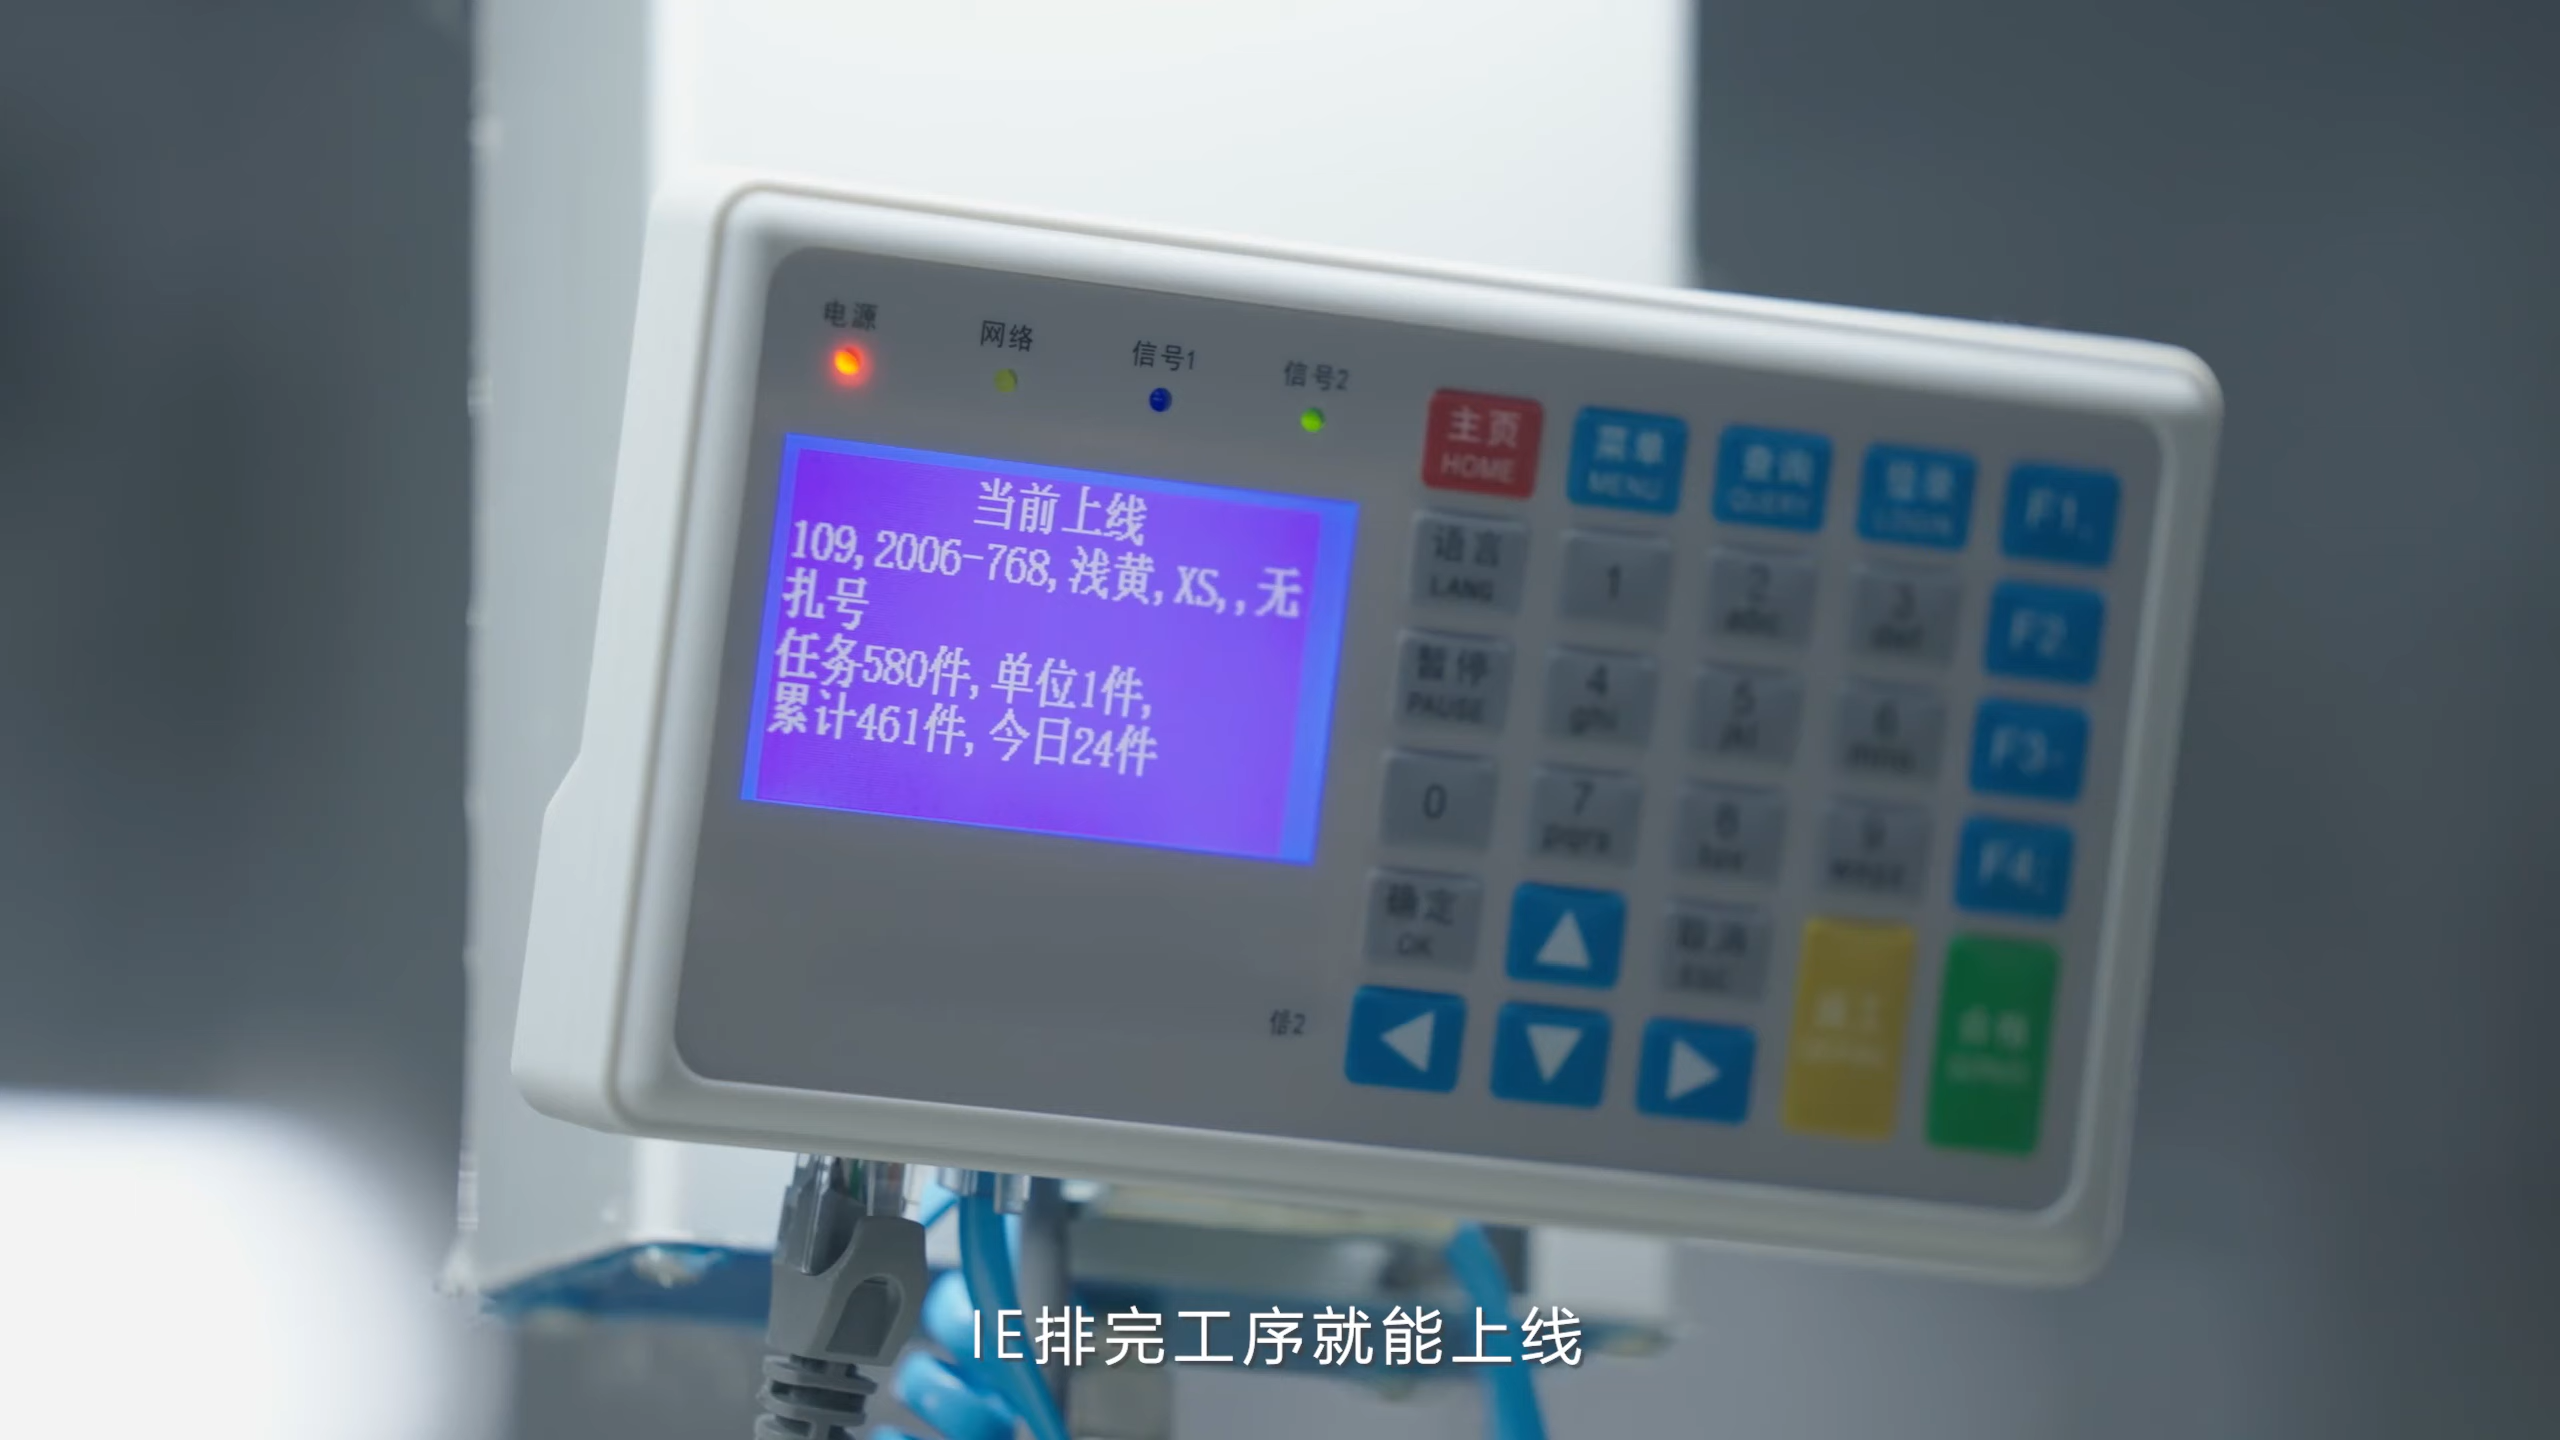 电源
网络
信号1
信号2
当前上线
109,2006-768,浅黄,XS,,无
扎号
任务580件,单位1件,
累计461件,今日24件
主页
HOME
菜单
MENU
查询
QUERY
登录
LOGIN
F1
语言
LANG
1
2
abc
3
def
F2
暂停
PAUSE
4
ghi
5
jkl
6
mno
F3
0
7
pqrs
8
tuv
9
wxyz
F4
确定
OK
取消
ESC
信2
IE排完工序就能上线